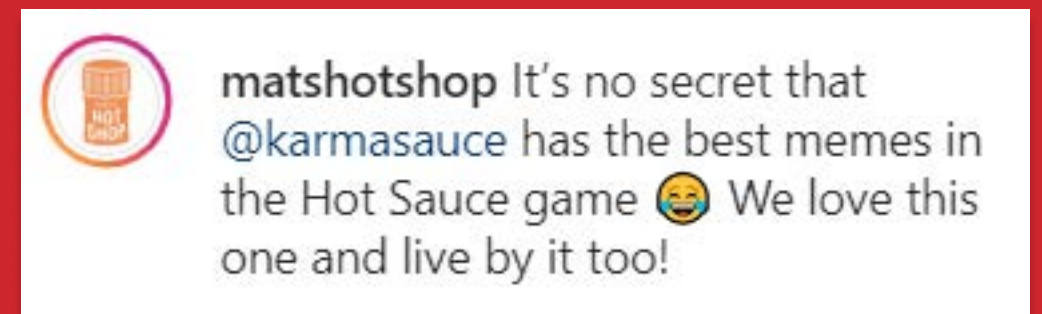 HOT
SHOP
matshotshop It's no secret that
@karmasauce has the best memes in
the Hot Sauce game 😂 We love this
one and live by it too!